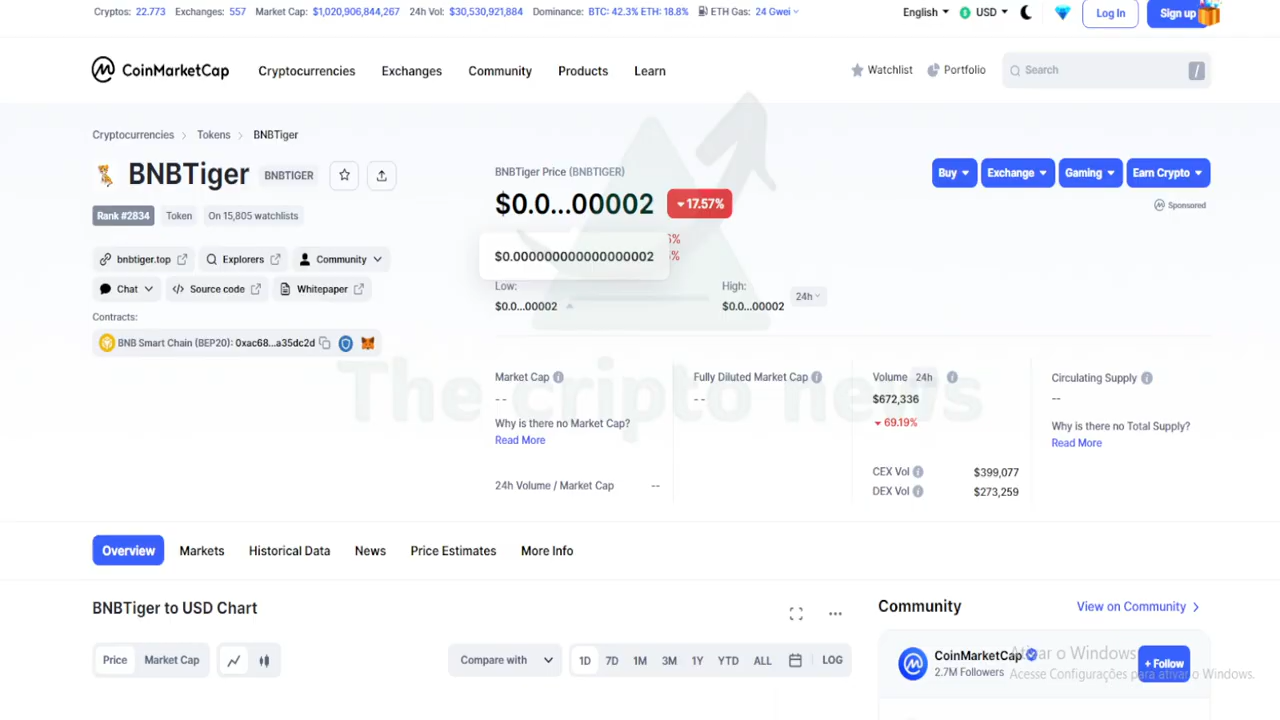 Cryptos: 22.773 Exchanges: 557 Market Cap: $1,020,906,844,267 24h Vol: $30,530,921,884 Dominance: BTC: 42.3% ETH: 18.8% ETH Gas: 24 Gwei English USD Log In Sign up
CoinMarketCap Cryptocurrencies Exchanges Community Products Learn Watchlist Portfolio Search /
Cryptocurrencies Tokens BNBTiger
BNBTiger BNBTIGER
Rank #2834 Token On 15,805 watchlists
bnbtiger.top Explorers Community
Chat Source code Whitepaper
Contracts:
BNB Smart Chain (BEP20): 0xac68...a35dc2d
BNBTiger Price (BNBTIGER)
$0.0...00002 17.57%
$0.000000000000000002
Low:
$0.0...00002
High:
$0.0...00002
24h
Buy Exchange Gaming Earn Crypto
Sponsored
The cripto news
Market Cap
--
Why is there no Market Cap?
Read More
24h Volume / Market Cap --
Fully Diluted Market Cap
--
Volume 24h
$672,336
69.19%
CEX Vol $399,077
DEX Vol $273,259
Circulating Supply
--
Why is there no Total Supply?
Read More
Overview Markets Historical Data News Price Estimates More Info
BNBTiger to USD Chart
Price Market Cap Compare with 1D 7D 1M 3M 1Y YTD ALL LOG
Community View on Community
CoinMarketCap
2.7M Followers
+ Follow
Ativar o Windows
Acesse Configurações para ativar o Windows.